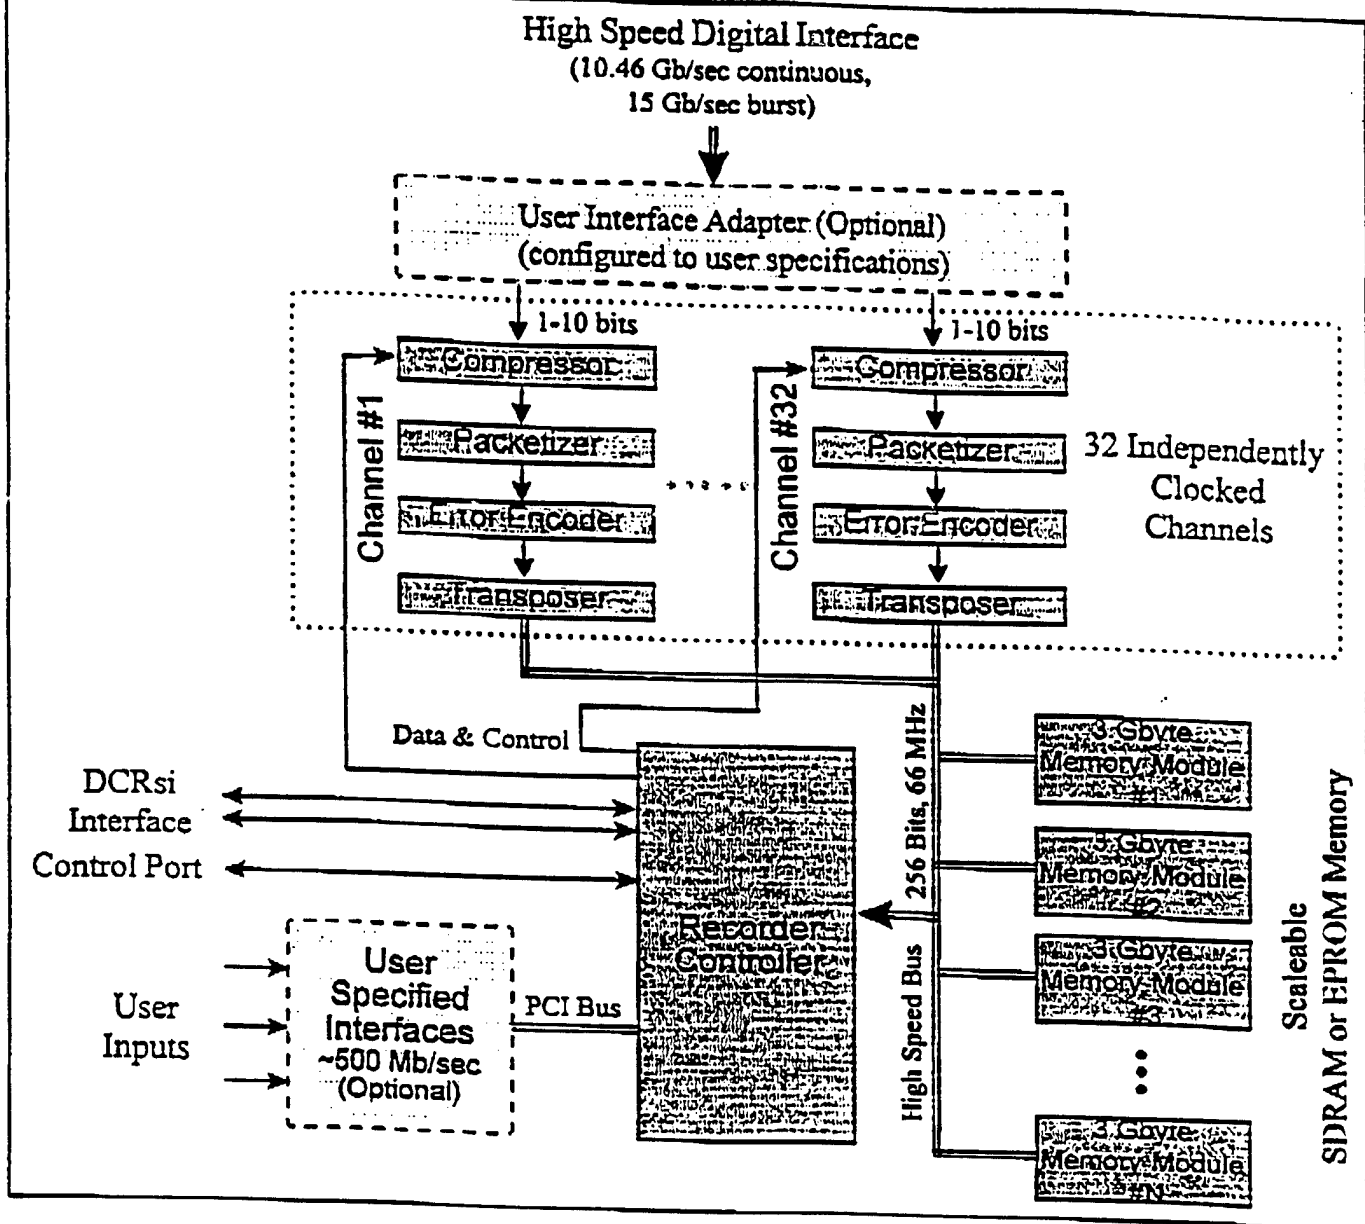 High Speed Digital Interface
(10.46 Gb/sec continuous,
15 Gb/sec burst)
User Interface Adapter (Optional)
(configured to user specifications)
1-10 bits
1-10 bits
Channel #1
Compressor
Packetizer
Error Encoder
Transposer
Channel #32
Compressor
Packetizer
Error Encoder
Transposer
32 Independently
Clocked
Channels
Data & Control
DCRsi
Interface
Control Port
User
Inputs
User
Specified
Interfaces
~500 Mb/sec
(Optional)
PCI Bus
Recorder
Controller
High Speed Bus
256 Bits, 66 MHz
3 Gbyte
Memory Module
#1
3 Gbyte
Memory Module
#2
3 Gbyte
Memory Module
#3
3 Gbyte
Memory Module
#N
Scaleable
SDRAM or EPROM Memory